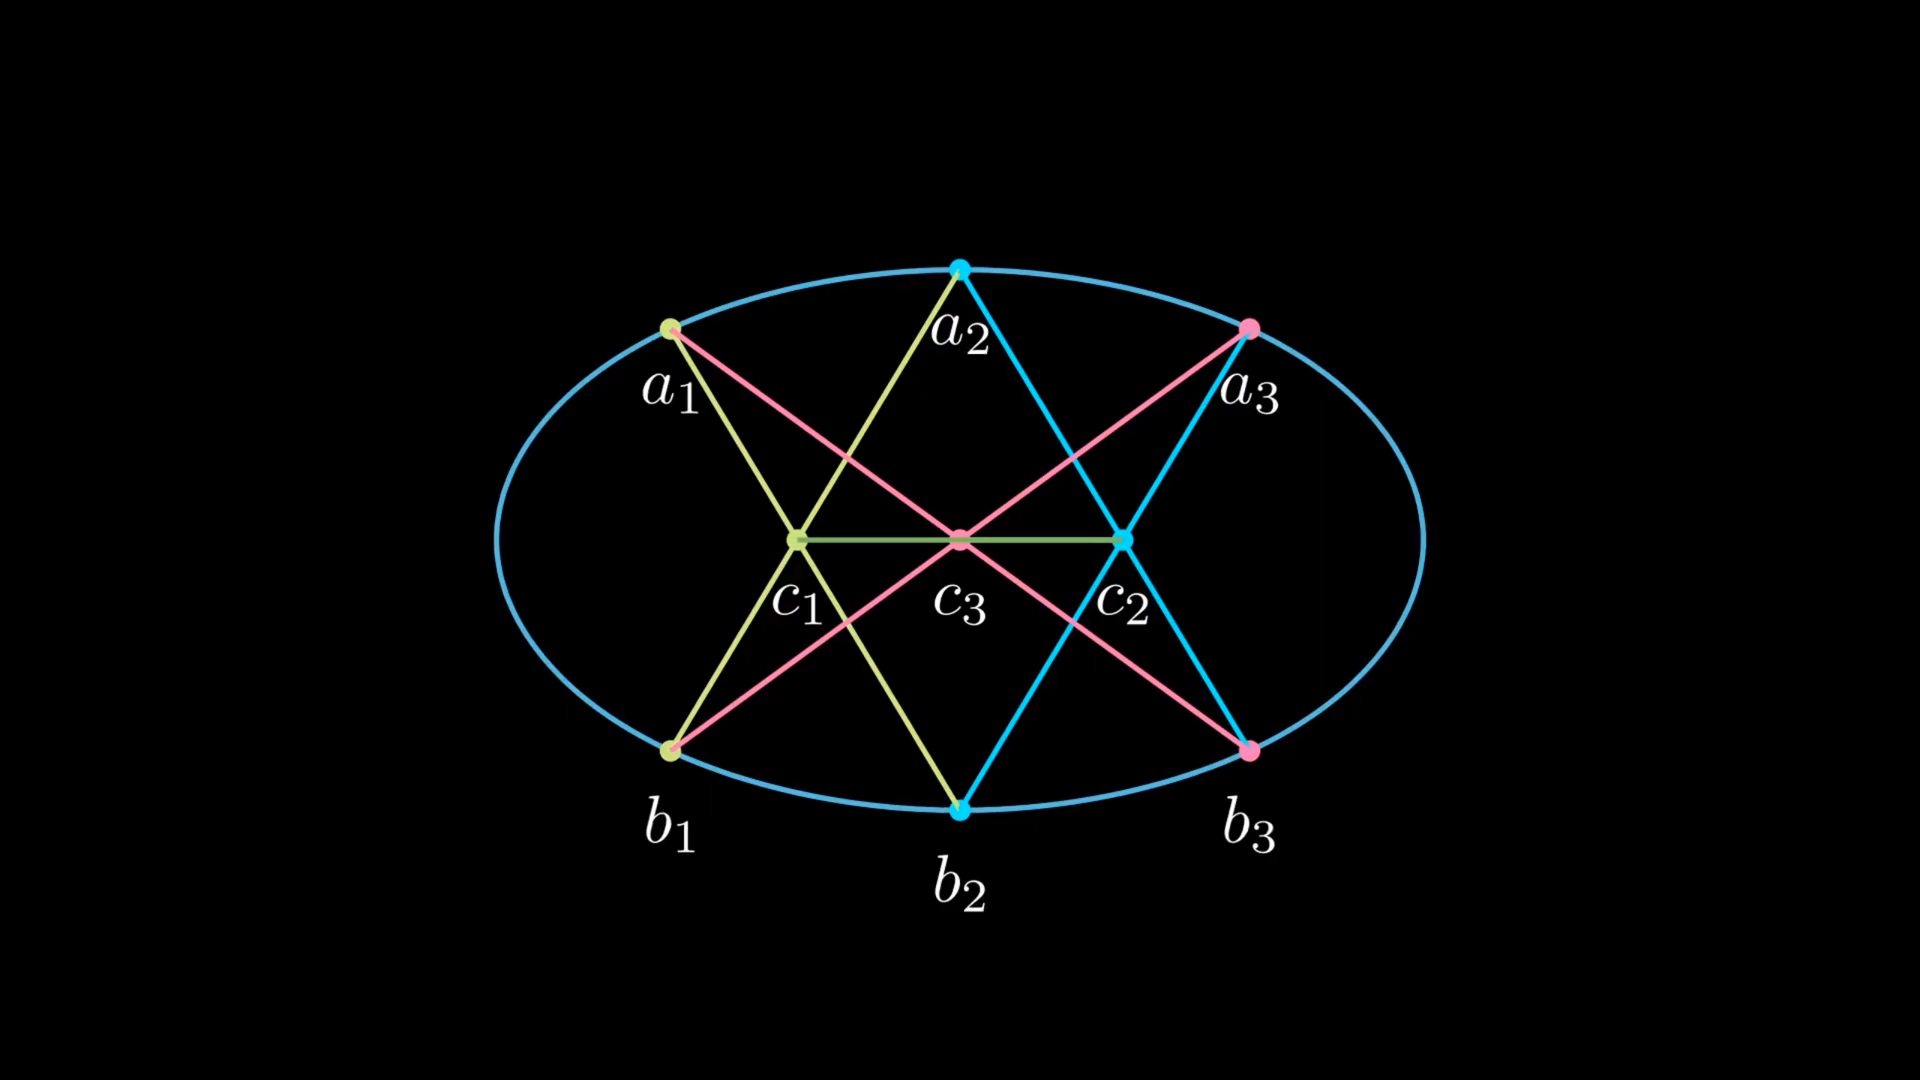 a₂
a₁ a₃
c₁ c₃ c₂
b₁ b₃
b₂